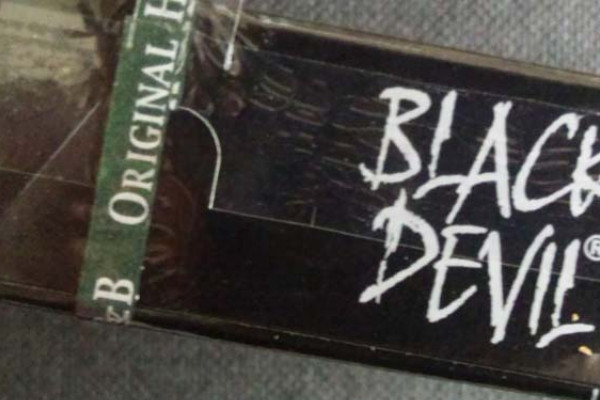 BLACK
DEVIL®
&B ORIGINAL H